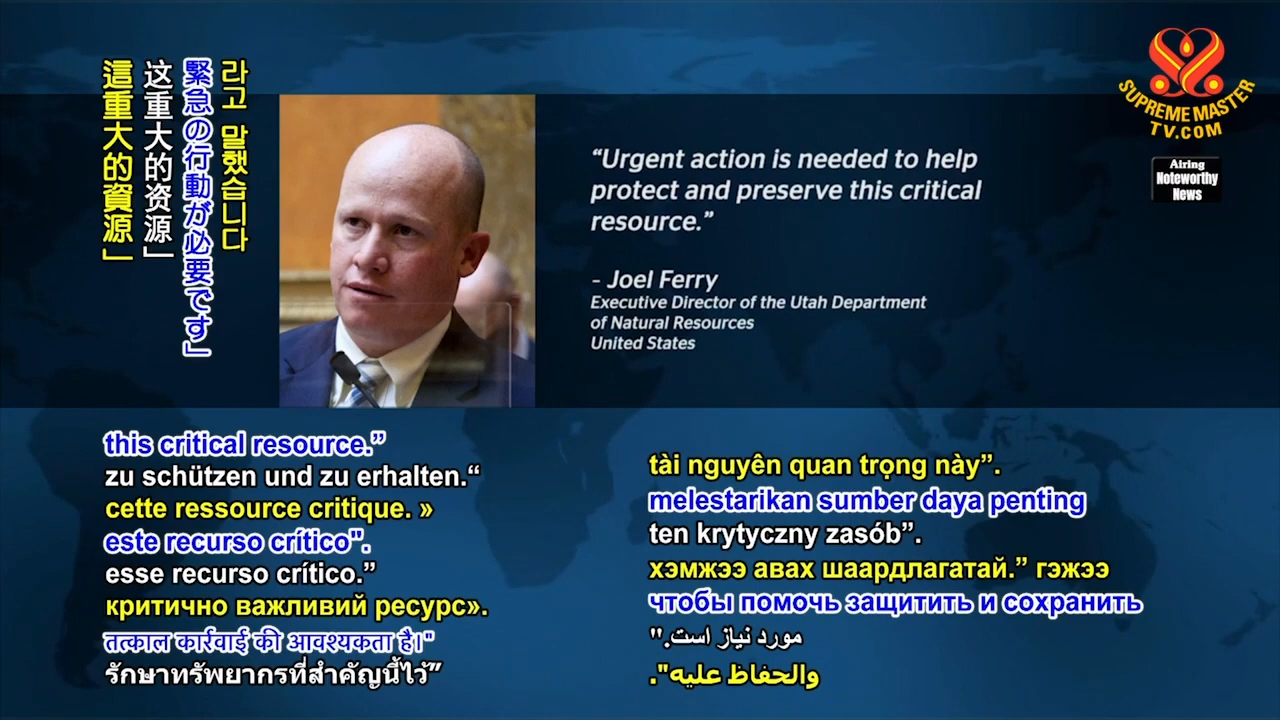 這重大的資源」
这重大的资源」
緊急の行動が必要です」
라고 말했습니다
SUPREME MASTER
TV.COM
Airing
Noteworthy
News
“Urgent action is needed to help
protect and preserve this critical
resource.”
– Joel Ferry
Executive Director of the Utah Department
of Natural Resources
United States
this critical resource.”
zu schützen und zu erhalten.“
cette ressource critique. »
este recurso crítico".
esse recurso crítico.”
критично важливий ресурс».
तत्काल कार्रवाई की आवश्यकता है।"
รักษาทรัพยากรที่สำคัญนี้ไว้”
tài nguyên quan trọng này”.
melestarikan sumber daya penting
ten krytyczny zasób”.
хэмжээ авах шаардлагатай.” гэжээ
чтобы помочь защитить и сохранить
مورد نیاز است."
والحفاظ عليه".